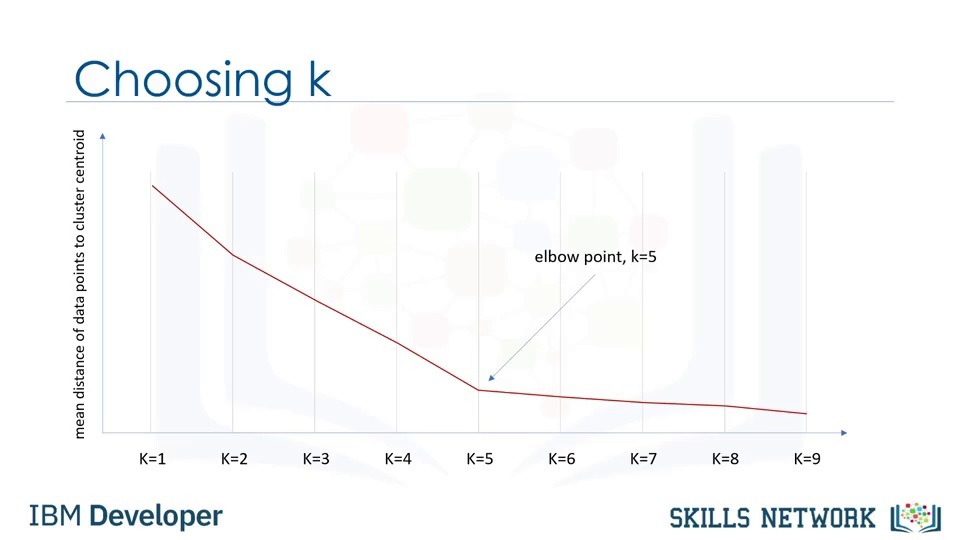 Choosing k
mean distance of data points to cluster centroid
elbow point, k=5
K=1 K=2 K=3 K=4 K=5 K=6 K=7 K=8 K=9
IBM Developer
SKILLS NETWORK